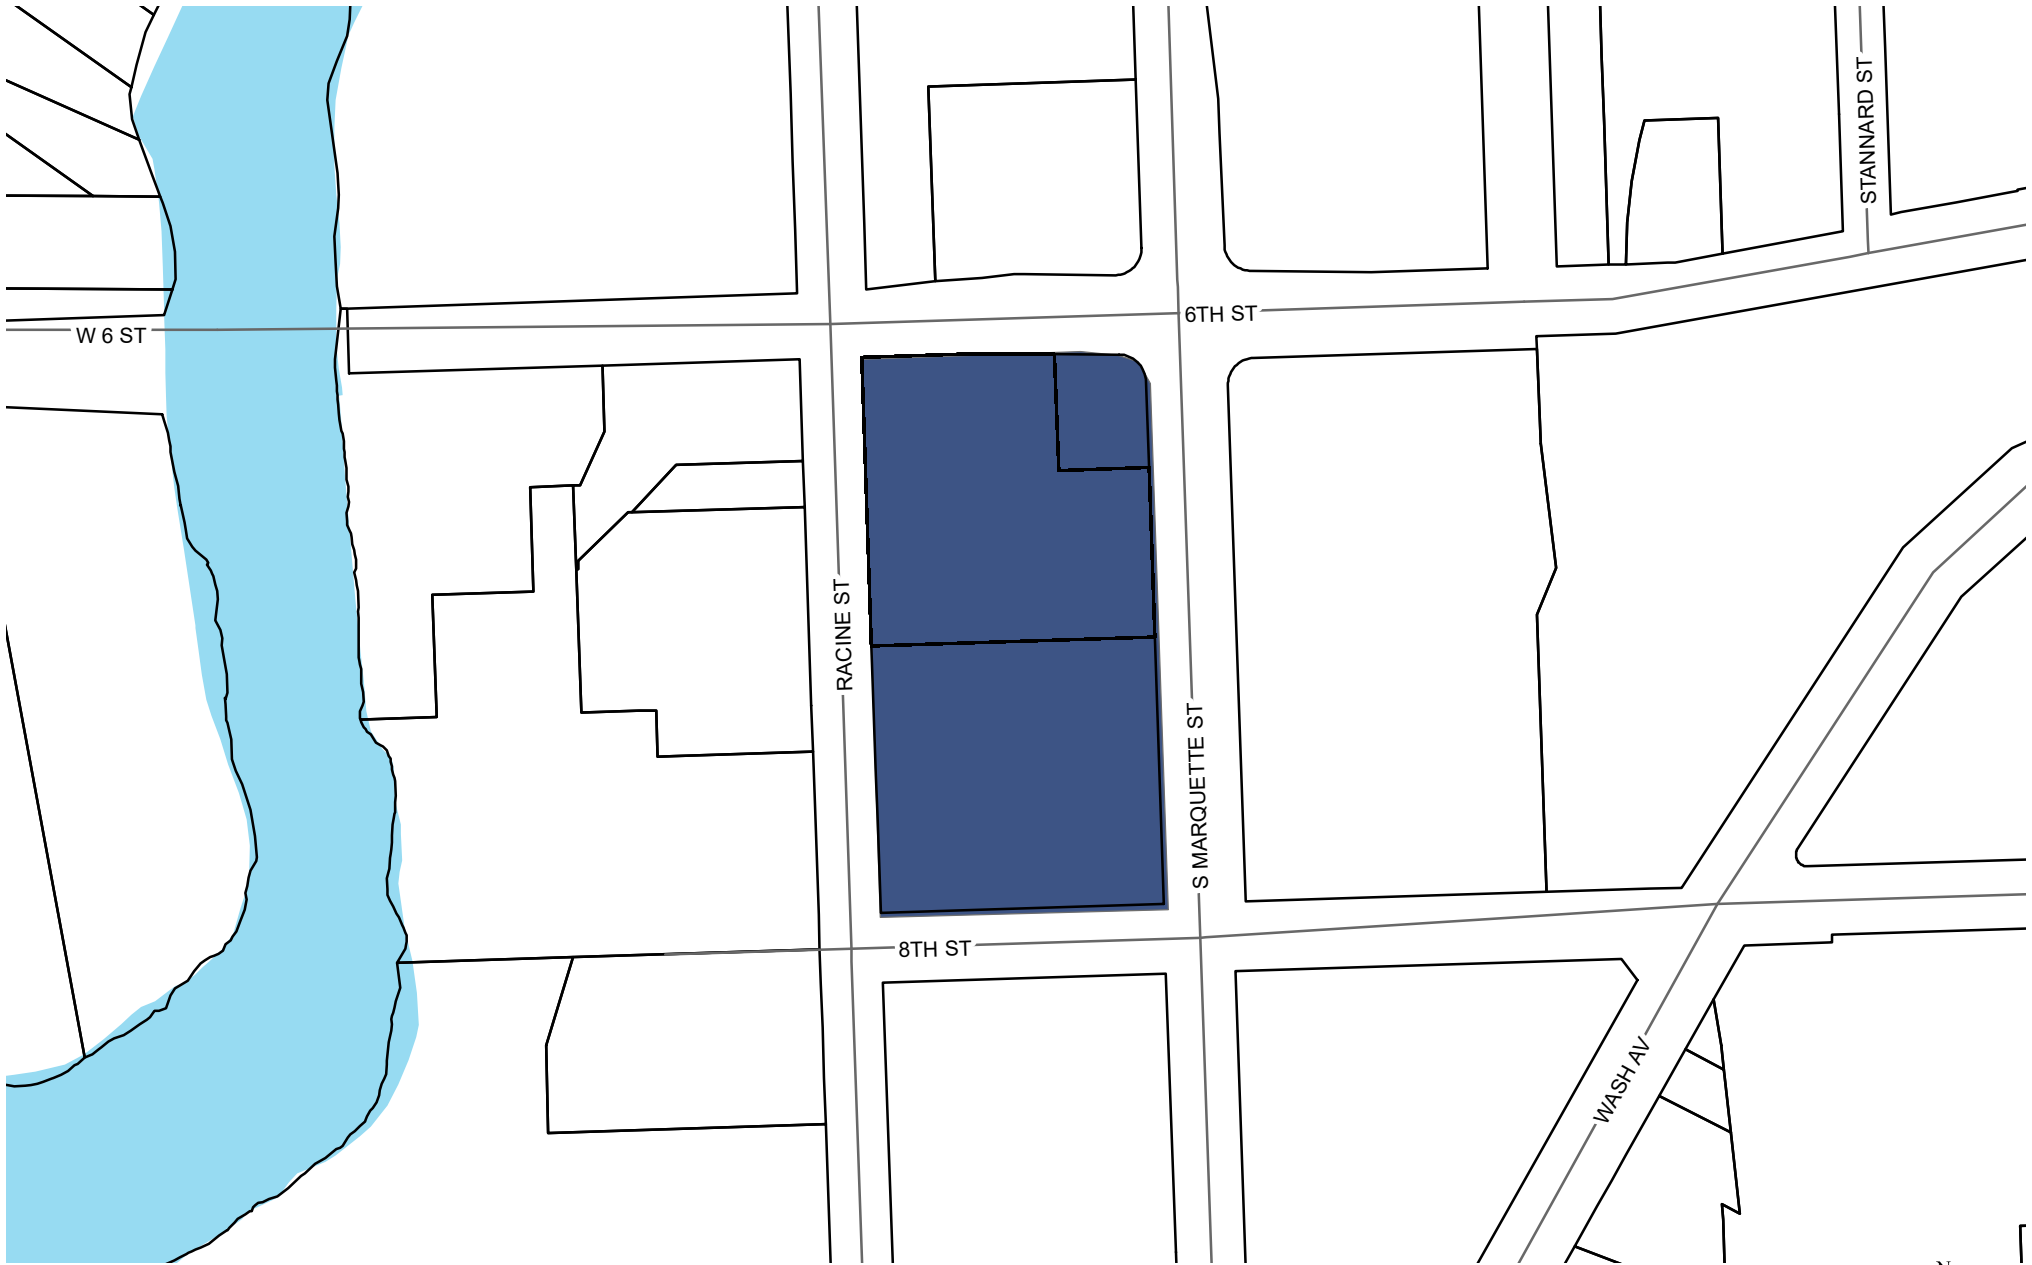 STANNARD ST
6TH ST
W 6 ST
RACINE ST
S MARQUETTE ST
8TH ST
WASH AV
N